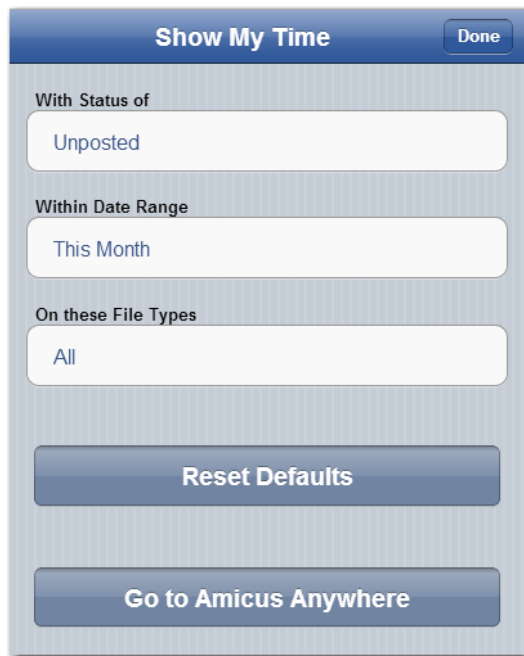 Show My Time
Done
With Status of
Unposted
Within Date Range
This Month
On these File Types
All
Reset Defaults
Go to Amicus Anywhere